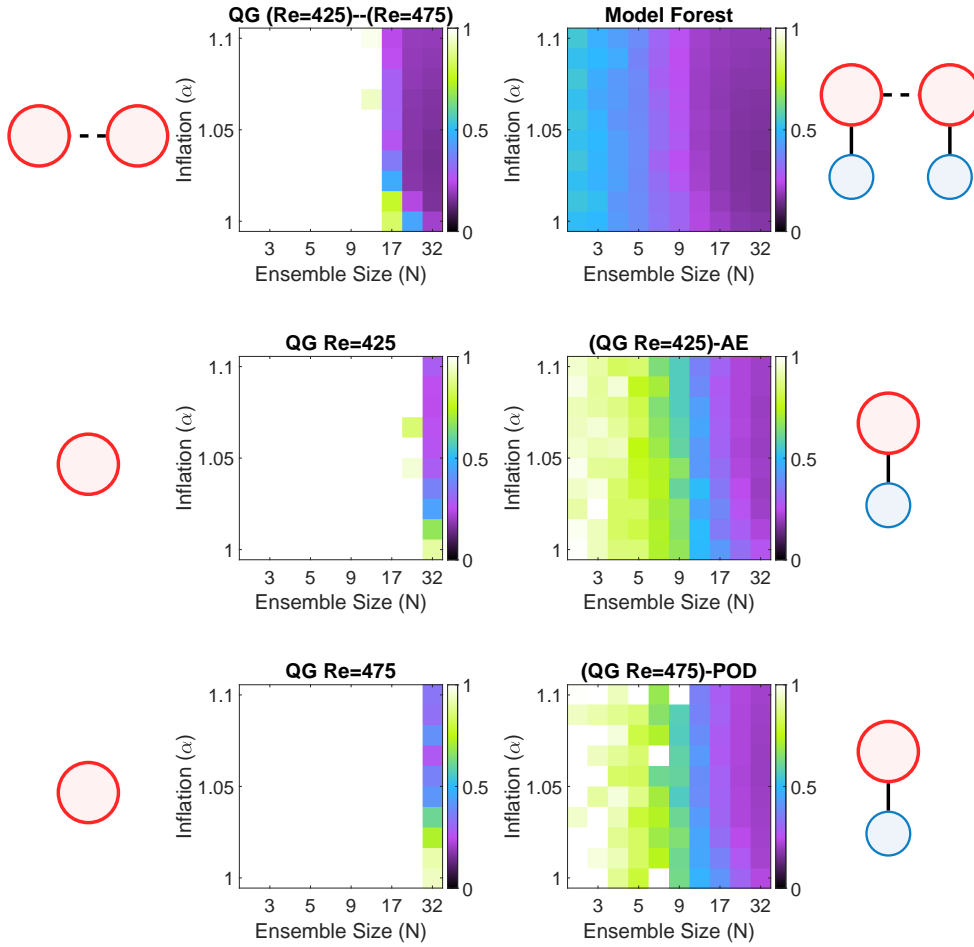 QG (Re=425)--(Re=475)
1.1
1.05
1
Inflation (α)
3 5 9 17 32
Ensemble Size (N)
1
0.5
0
Model Forest
1.1
1.05
1
Inflation (α)
3 5 9 17 32
Ensemble Size (N)
1
0.5
0
QG Re=425
1.1
1.05
1
Inflation (α)
3 5 9 17 32
Ensemble Size (N)
1
0.5
0
(QG Re=425)-AE
1.1
1.05
1
Inflation (α)
3 5 9 17 32
Ensemble Size (N)
1
0.5
0
QG Re=475
1.1
1.05
1
Inflation (α)
3 5 9 17 32
Ensemble Size (N)
1
0.5
0
(QG Re=475)-POD
1.1
1.05
1
Inflation (α)
3 5 9 17 32
Ensemble Size (N)
1
0.5
0